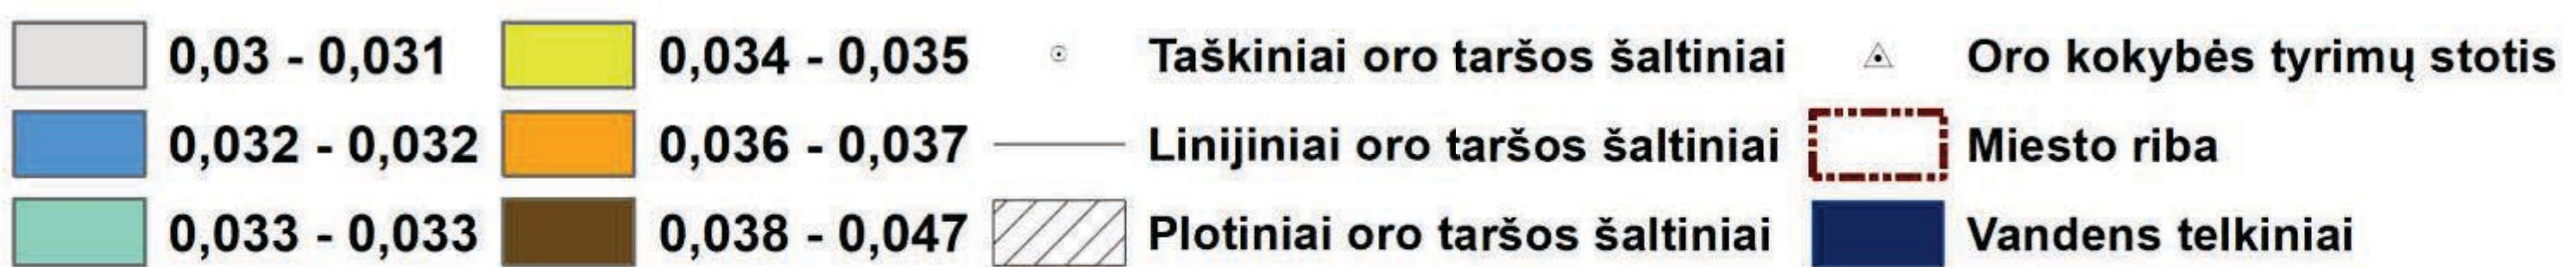 0,03 - 0,031
0,032 - 0,032
0,033 - 0,033
0,034 - 0,035
0,036 - 0,037
0,038 - 0,047
Taškiniai oro taršos šaltiniai
Linijiniai oro taršos šaltiniai
Plotiniai oro taršos šaltiniai
Oro kokybės tyrimų stotis
Miesto riba
Vandens telkiniai